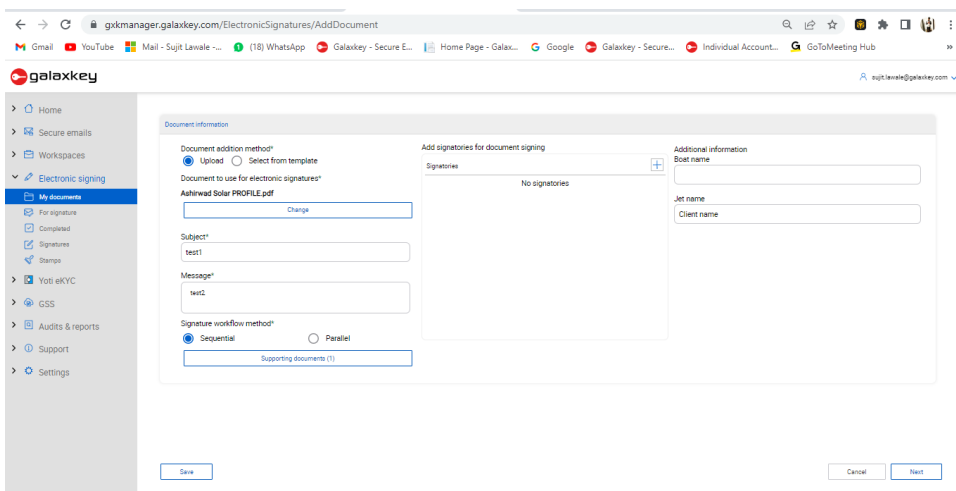 gxkmanager.galaxkey.com/ElectronicSignatures/AddDocument
Gmail YouTube Mail - Sujit Lawale -... (18) WhatsApp Galaxkey - Secure E... Home Page - Galax... Google Galaxkey - Secure... Individual Account... GoToMeeting Hub »
galaxkey
sujit.lawale@galaxkey.com
Home
Secure emails
Workspaces
Electronic signing
My documents
For signature
Completed
Signatures
Stamps
Yoti eKYC
GSS
Audits & reports
Support
Settings
Document information
Document addition method*
Upload Select from template
Document to use for electronic signatures*
Ashirwad Solar PROFILE.pdf
Change
Subject*
test1
Message*
test2
Signature workflow method*
Sequential Parallel
Supporting documents (1)
Add signatories for document signing
Signatories
No signatories
Additional information
Boat name
Jet name
Client name
Save
Cancel Next